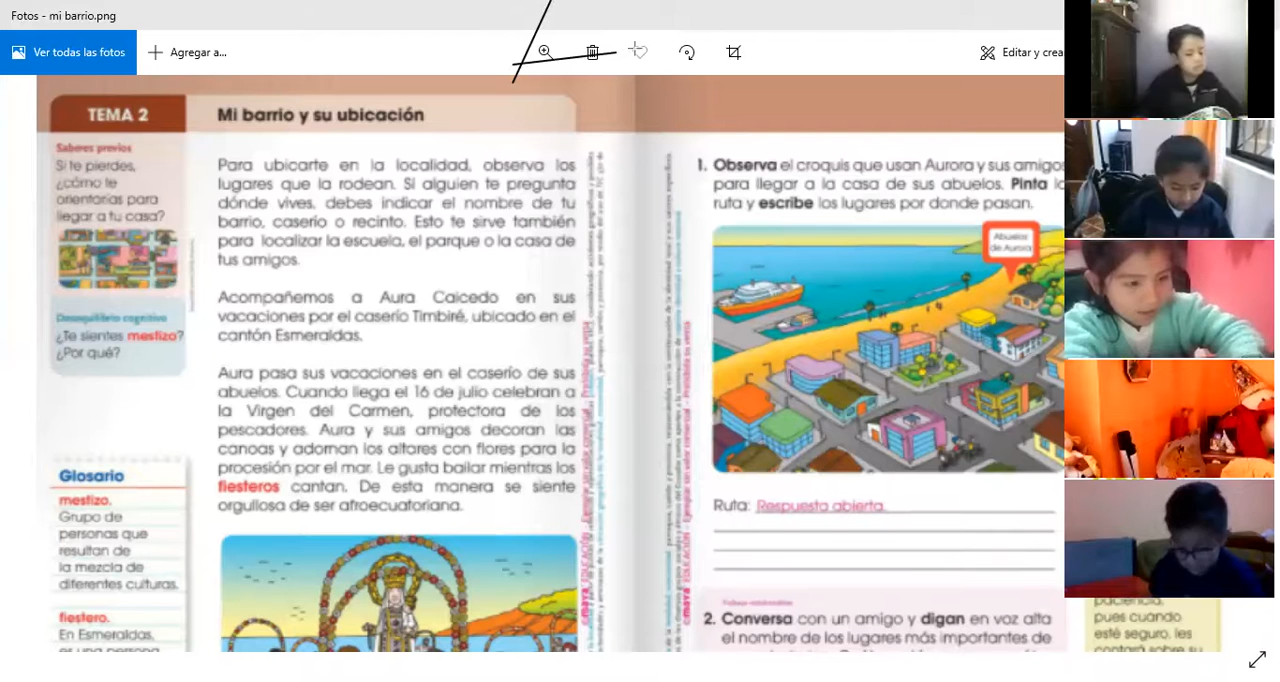 Fotos - mi barrio.png
Ver todas las fotos
Agregar a...
Editar y crea
TEMA 2
Mi barrio y su ubicación
Saberes previos
Si te pierdes,
¿cómo te
orientarías para
llegar a tu casa?
Desequilibrio cognitivo
¿Te sientes mestizo?
¿Por qué?
Glosario
mestizo.
Grupo de
personas que
resultan de
la mezcla de
diferentes culturas.
fiestero.
En Esmeraldas,
es una persona
Para ubicarte en la localidad, observa los
lugares que la rodean. Si alguien te pregunta
dónde vives, debes indicar el nombre de tu
barrio, caserío o recinto. Esto te sirve también
para localizar la escuela, el parque o la casa de
tus amigos.
Acompañemos a Aura Caicedo en sus
vacaciones por el caserío Timbiré, ubicado en el
cantón Esmeraldas.
Aura pasa sus vacaciones en el caserío de sus
abuelos. Cuando llega el 16 de julio celebran a
la Virgen del Carmen, protectora de los
pescadores. Aura y sus amigos decoran las
canoas y adornan los altares con flores para la
procesión por el mar. Le gusta bailar mientras los
fiesteros cantan. De esta manera se siente
orgullosa de ser afroecuatoriana.
1. Observa el croquis que usan Aurora y sus amigos
para llegar a la casa de sus abuelos. Pinta la
ruta y escribe los lugares por donde pasan.
Abuelos
de Aurora
Ruta: Respuesta abierta.
2. Conversa con un amigo y digan en voz alta
el nombre de los lugares más importantes de
paciencia,
pues cuando
esté seguro, les
contará sobre su